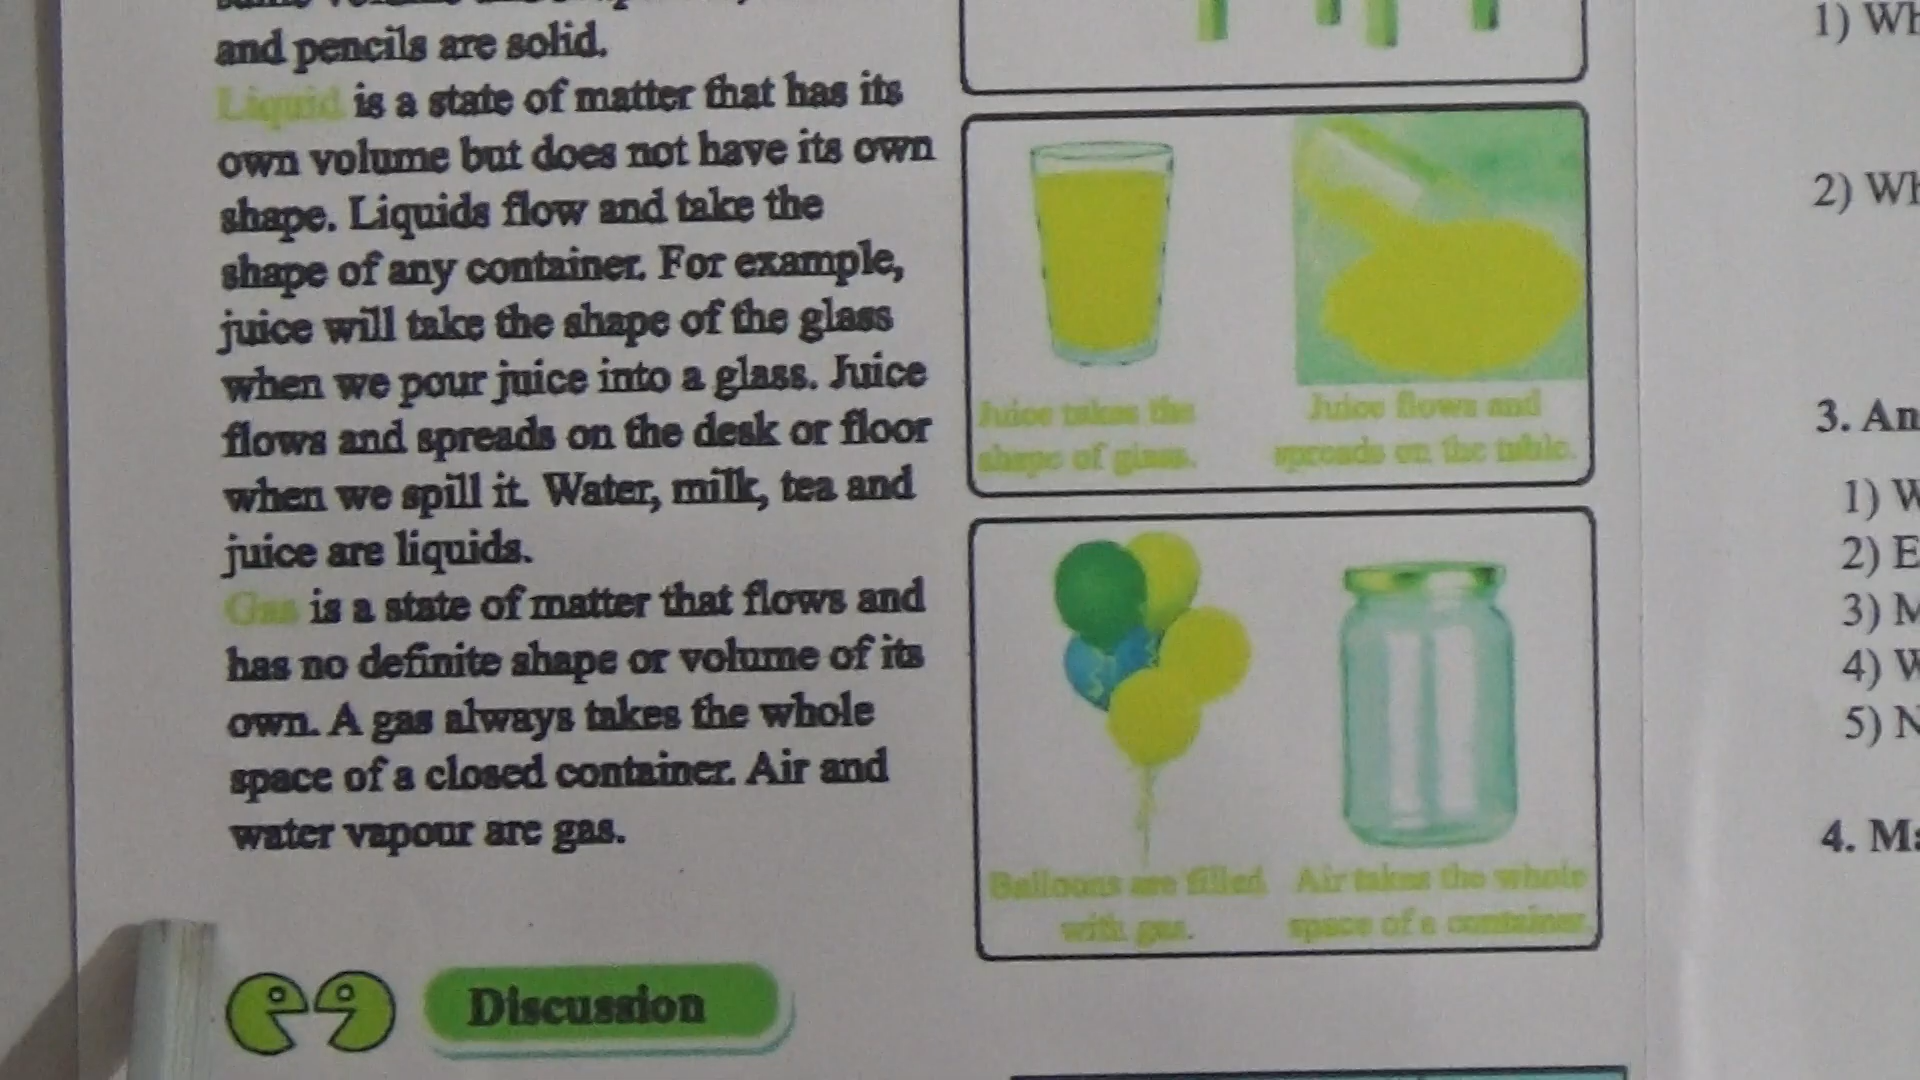 and pencils are solid.
Liquid is a state of matter that has its
own volume but does not have its own
shape. Liquids flow and take the
shape of any container. For example,
juice will take the shape of the glass
when we pour juice into a glass. Juice
flows and spreads on the desk or floor
when we spill it. Water, milk, tea and
juice are liquids.
Gas is a state of matter that flows and
has no definite shape or volume of its
own. A gas always takes the whole
space of a closed container. Air and
water vapour are gas.
Discussion
Juice takes the
shape of glass.
Juice flows and
spreads on the table.
Balloons are filled
with gas.
Air takes the whole
space of a container.
1)
2)
3.
1)
2)
3)
4)
5)
4.